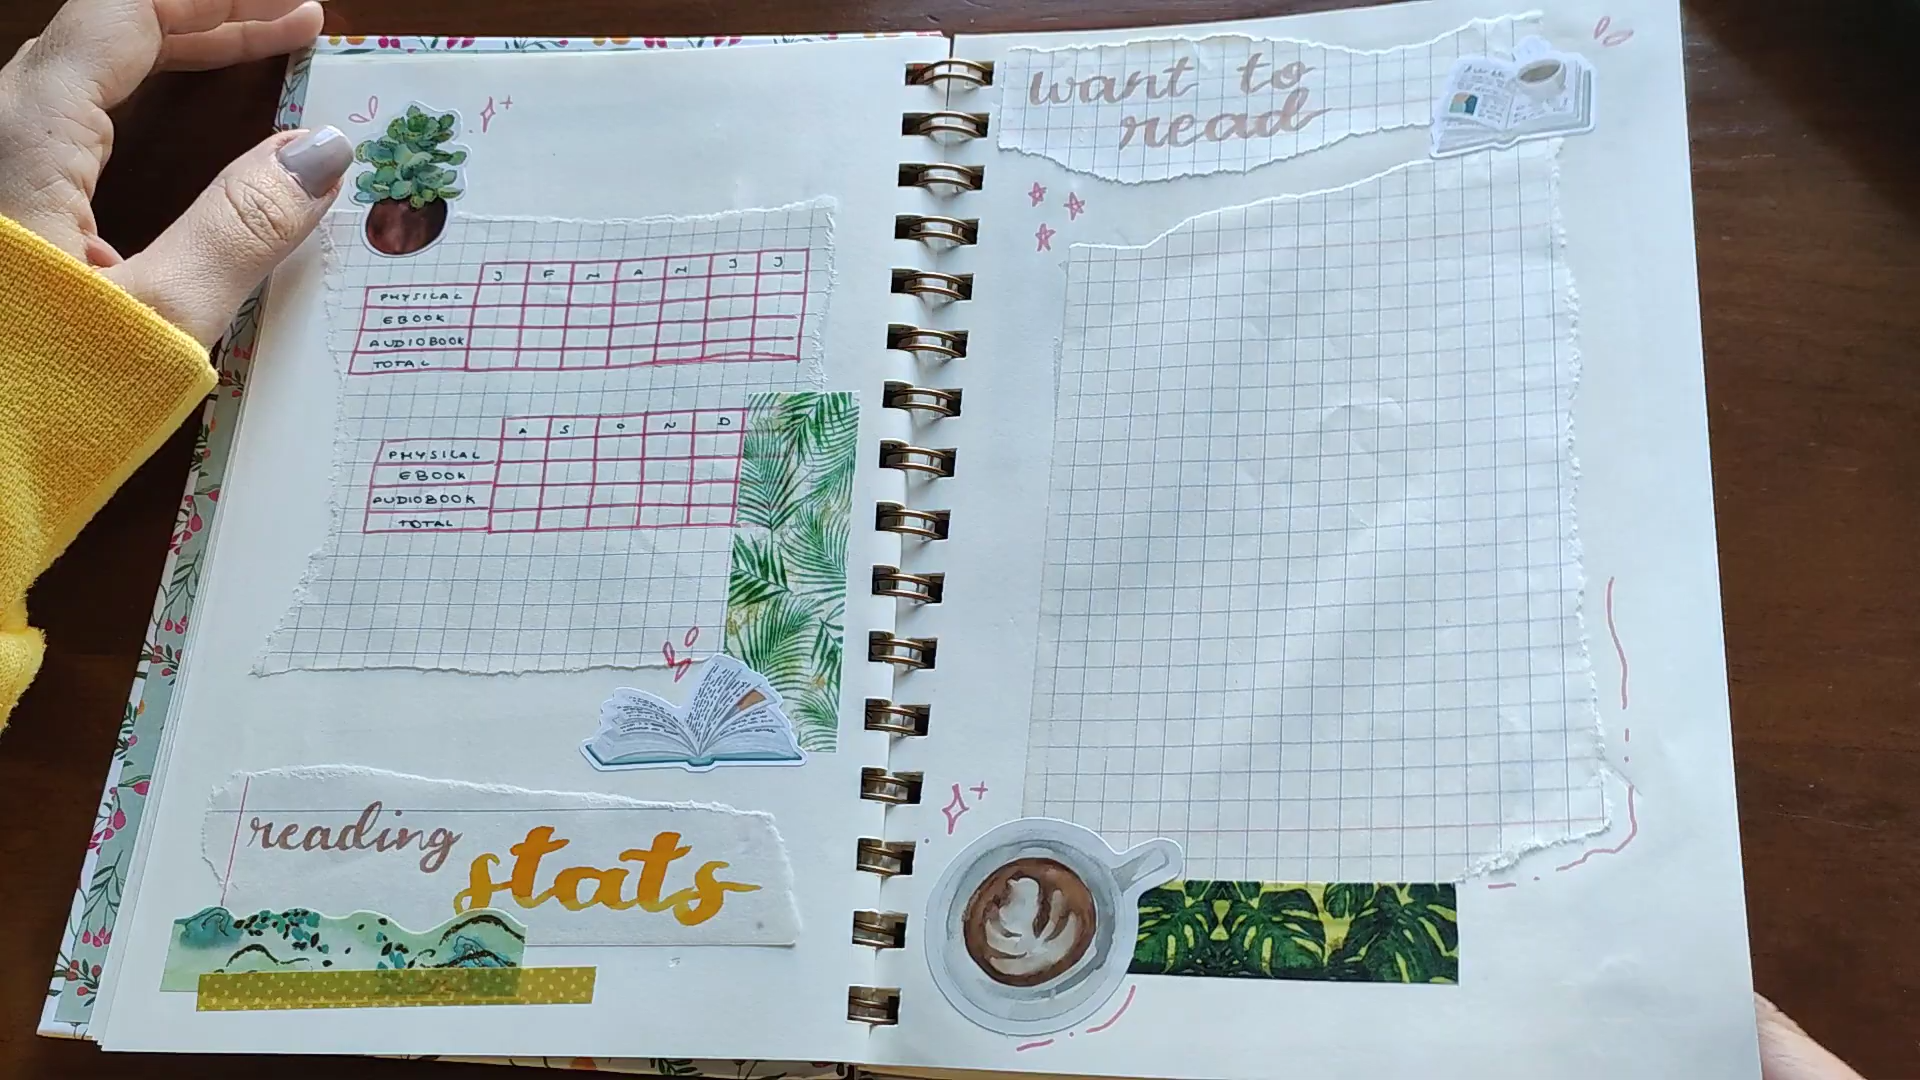 J F M A M J J
PHYSICAL
EBOOK
AUDIOBOOK
TOTAL
A S O N D
PHYSICAL
EBOOK
AUDIOBOOK
TOTAL
reading
stats
want to
read